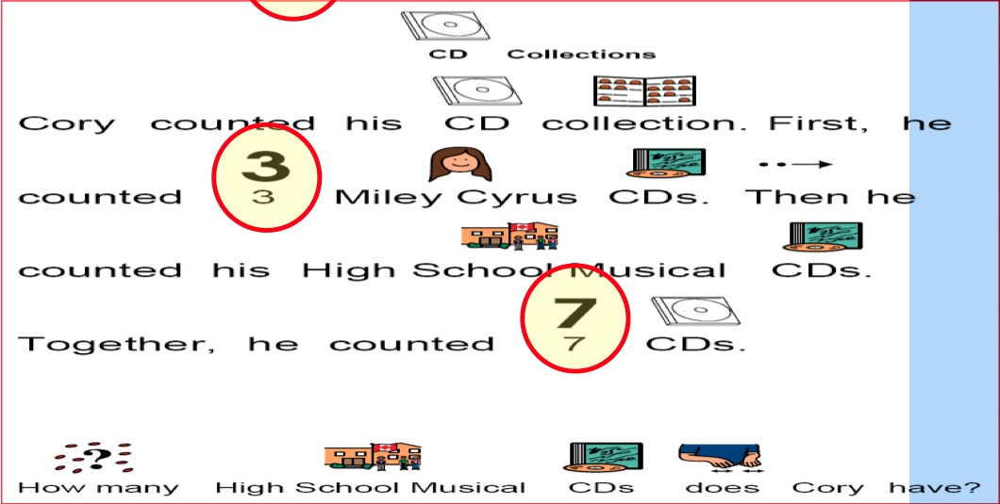 CD Collections
Cory counted his CD collection. First, he
3
counted 3 Miley Cyrus CDs. Then he
counted his High School Musical CDs.
7
Together, he counted 7 CDs.
?
How many High School Musical CDs does Cory have?